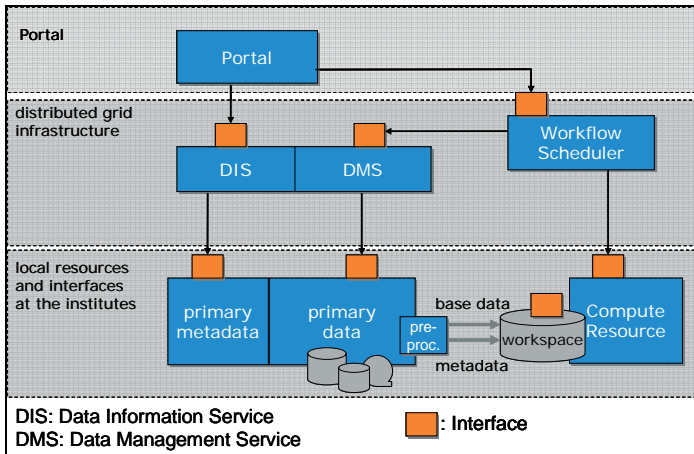 Portal
Portal
distributed grid
infrastructure
Workflow
Scheduler
DIS
DMS
local resources
and interfaces
at the institutes
primary
metadata
primary
data
pre-
proc.
base data
metadata
workspace
Compute
Resource
DIS: Data Information Service
DMS: Data Management Service
: Interface